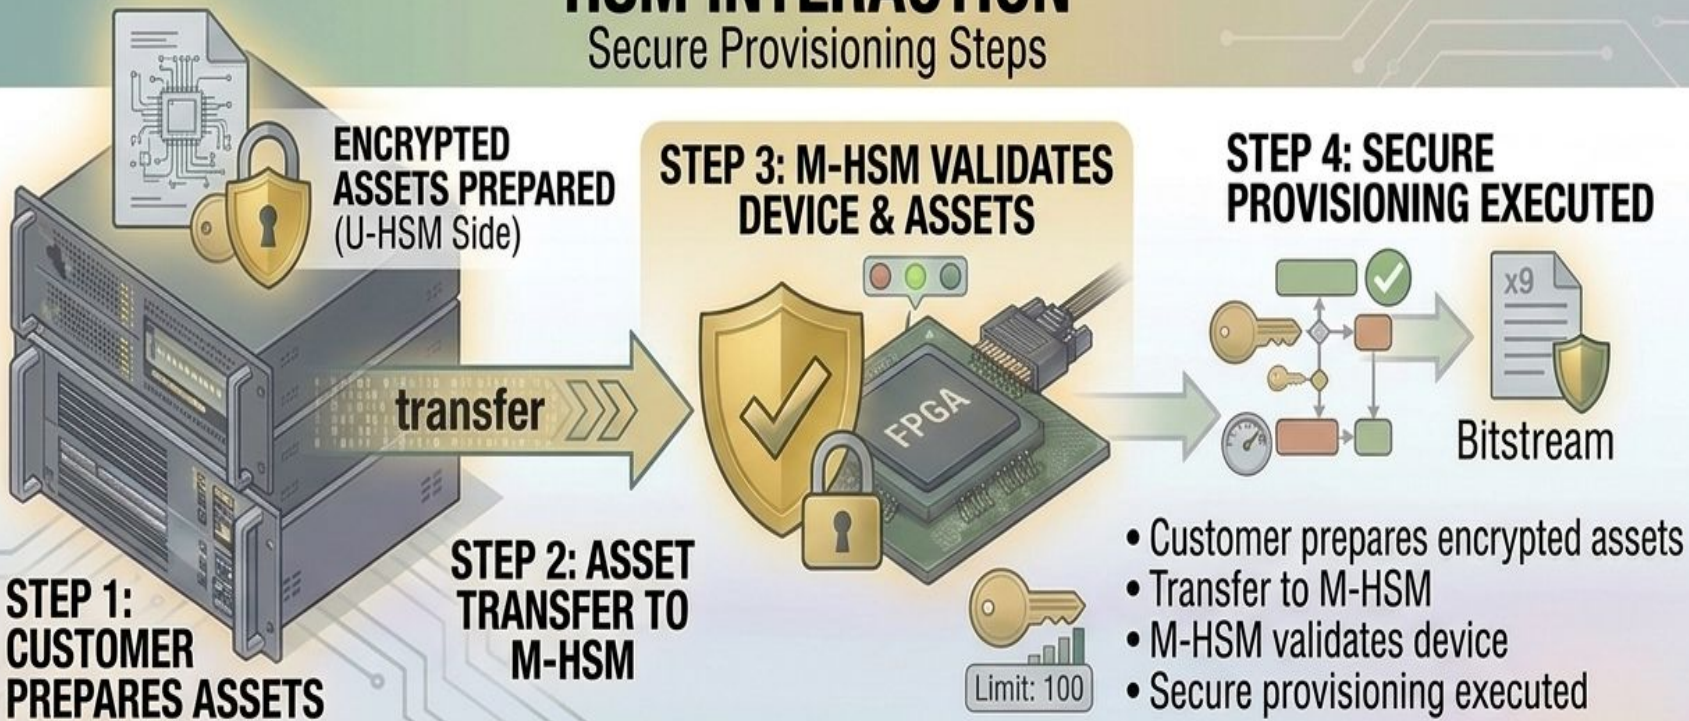 HSM INTERACTION
Secure Provisioning Steps
ENCRYPTED
ASSETS PREPARED
(U-HSM Side)
STEP 1:
CUSTOMER
PREPARES ASSETS
transfer
STEP 2: ASSET
TRANSFER TO
M-HSM
STEP 3: M-HSM VALIDATES
DEVICE & ASSETS
FPGA
Limit: 100
STEP 4: SECURE
PROVISIONING EXECUTED
x9
Bitstream
• Customer prepares encrypted assets
• Transfer to M-HSM
• M-HSM validates device
• Secure provisioning executed